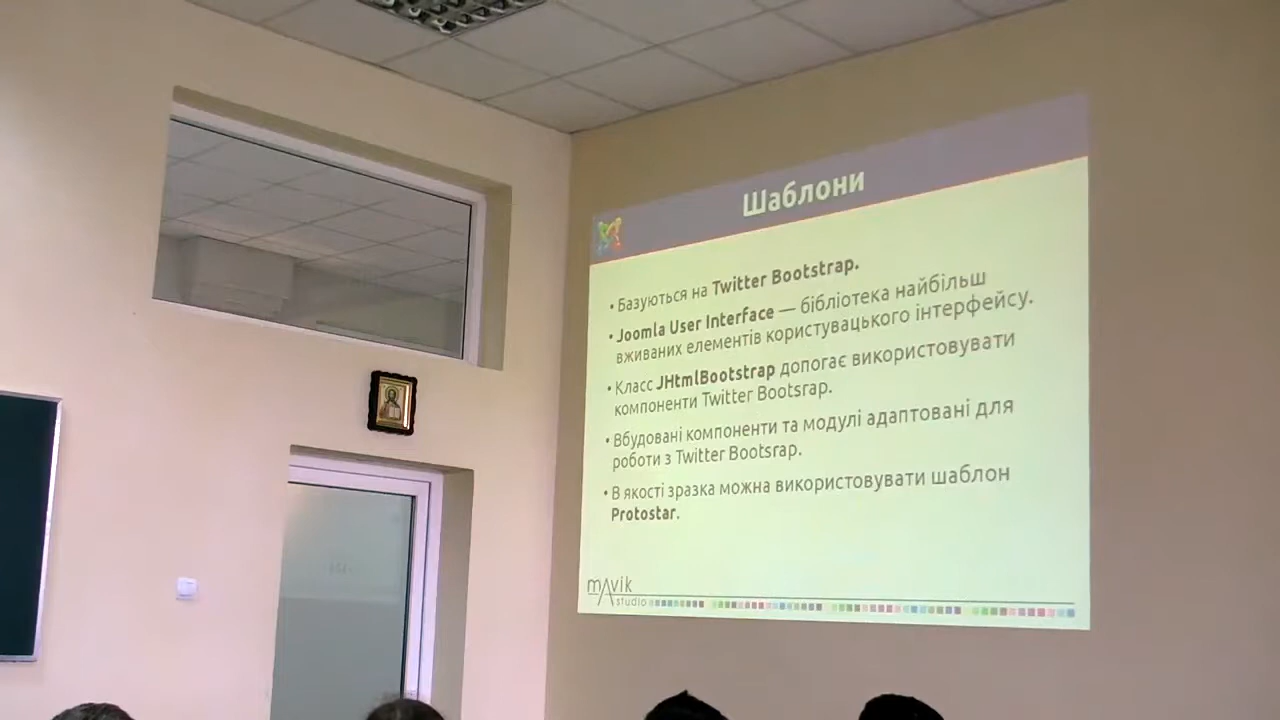 Шаблони
• Базуються на Twitter Bootstrap.
• Joomla User Interface — бібліотека найбільш
вживаних елементів користувацького інтерфейсу.
• Класс JHtmlBootstrap допогає використовувати
компоненти Twitter Bootsrap.
• Вбудовані компоненти та модулі адаптовані для
роботи з Twitter Bootsrap.
• В якості зразка можна використовувати шаблон
Protostar.
mavik
studio